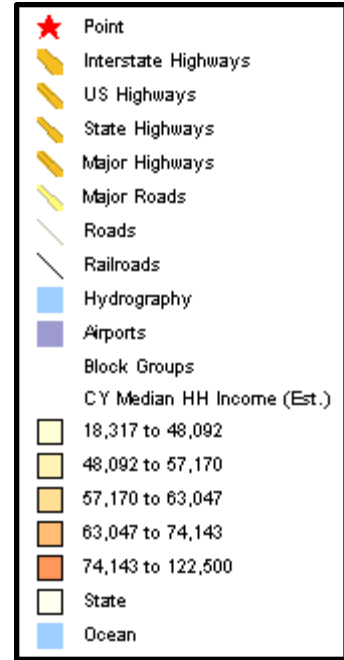 Point
Interstate Highways
US Highways
State Highways
Major Highways
Major Roads
Roads
Railroads
Hydrography
Airports
Block Groups
CY Median HH Income (Est.)
18,317 to 48,092
48,092 to 57,170
57,170 to 63,047
63,047 to 74,143
74,143 to 122,500
State
Ocean